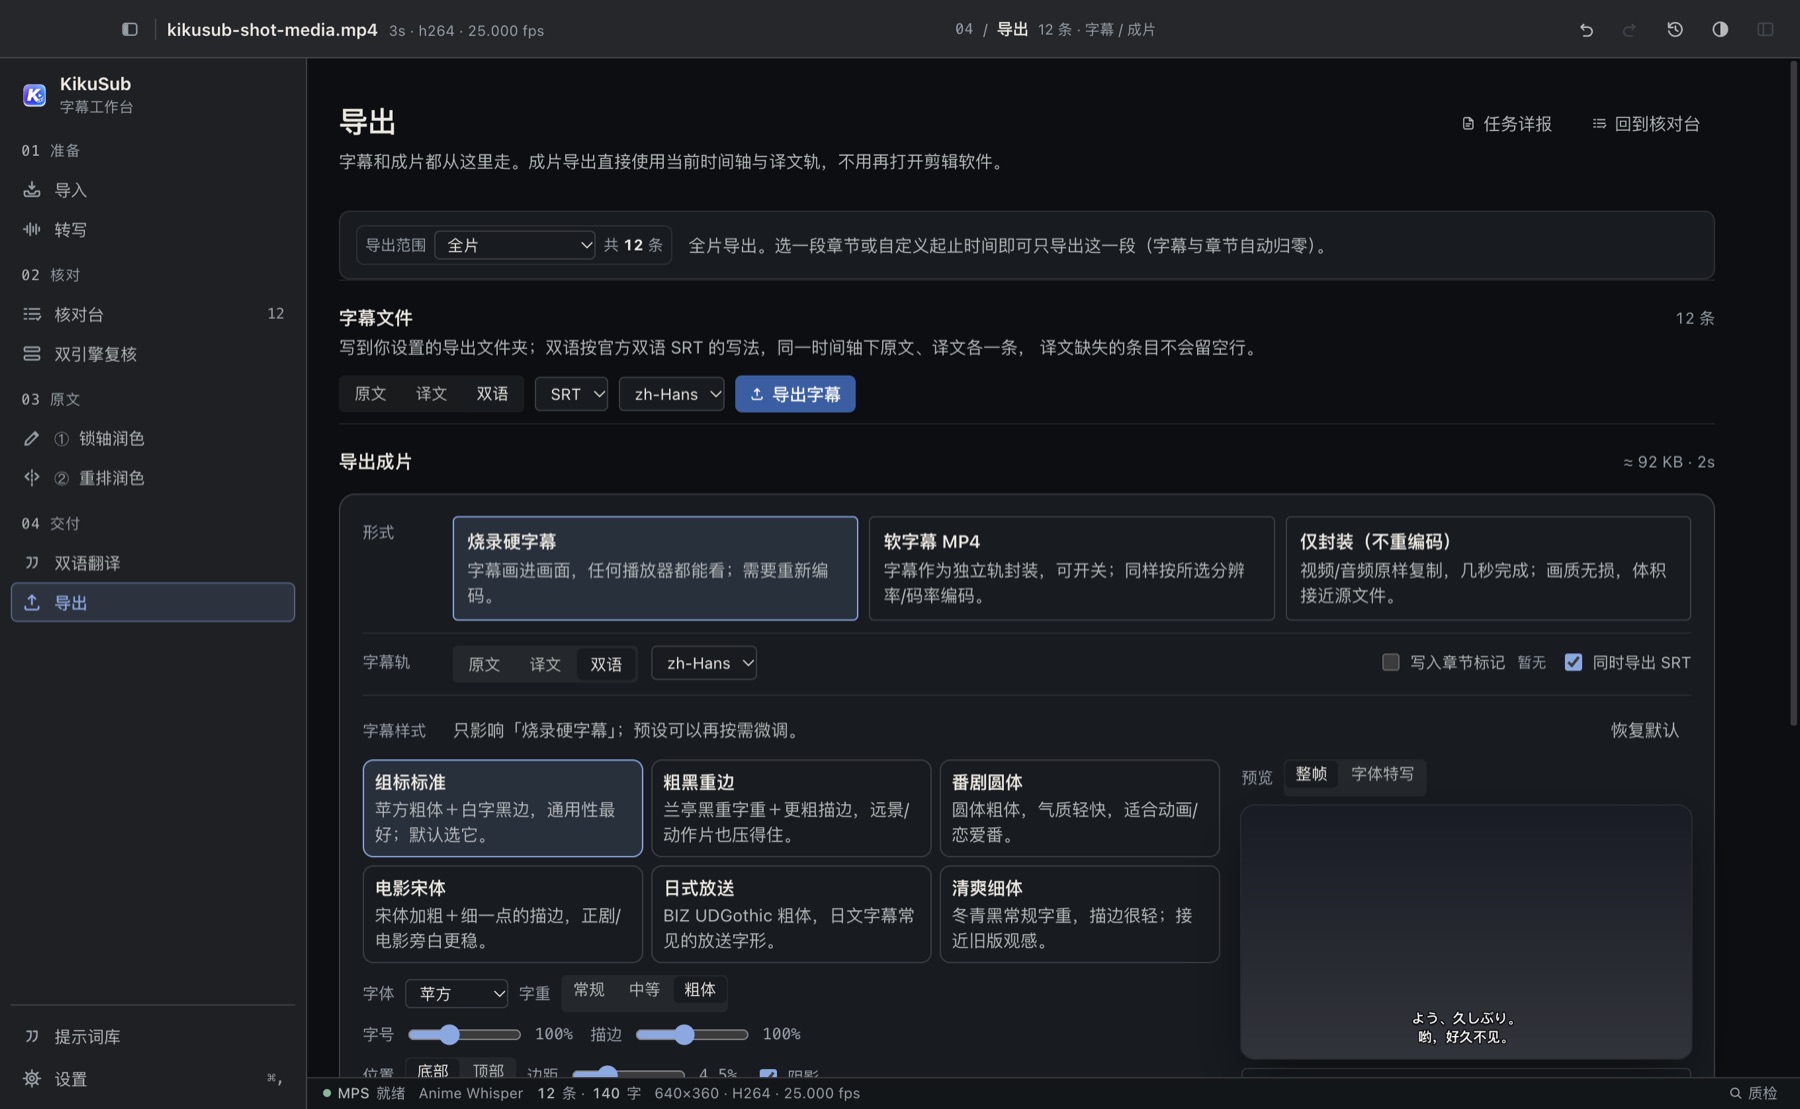 kikusub-shot-media.mp4 3s · h264 · 25.000 fps
04 / 导出 12 条 · 字幕 / 成片
KikuSub
字幕工作台
01 准备
导入
转写
02 核对
核对台 12
双引擎复核
03 原文
① 锁轴润色
② 重排润色
04 交付
双语翻译
导出
提示词库
设置 ⌘,
导出
任务详报 回到核对台
字幕和成片都从这里走。成片导出直接使用当前时间轴与译文轨，不用再打开剪辑软件。
导出范围 全片 共 12 条 全片导出。选一段章节或自定义起止时间即可只导出这一段（字幕与章节自动归零）。
字幕文件 12 条
写到你设置的导出文件夹；双语按官方双语 SRT 的写法，同一时间轴下原文、译文各一条， 译文缺失的条目不会留空行。
原文 译文 双语 SRT zh-Hans 导出字幕
导出成片 ≈ 92 KB · 2s
形式
烧录硬字幕
字幕画进画面，任何播放器都能看；需要重新编
码。
软字幕 MP4
字幕作为独立轨封装，可开关；同样按所选分辨
率/码率编码。
仅封装（不重编码）
视频/音频原样复制，几秒完成；画质无损，体积
接近源文件。
字幕轨 原文 译文 双语 zh-Hans 写入章节标记 暂无 同时导出 SRT
字幕样式 只影响「烧录硬字幕」；预设可以再按需微调。 恢复默认
组标标准
苹方粗体＋白字黑边，通用性最
好；默认选它。
粗黑重边
兰亭黑重字重＋更粗描边，远景/
动作片也压得住。
番剧圆体
圆体粗体，气质轻快，适合动画/
恋爱番。
电影宋体
宋体加粗＋细一点的描边，正剧/
电影旁白更稳。
日式放送
BIZ UDGothic 粗体，日文字幕常
见的放送字形。
清爽细体
冬青黑常规字重，描边很轻；接
近旧版观感。
预览 整帧 字体特写
よう、久しぶり。
哟，好久不见。
字体 苹方 字重 常规 中等 粗体
字号 100% 描边 100%
位置 底部 顶部 边距 4.5% 阴影
MPS 就绪 Anime Whisper 12 条 · 140 字 640×360 · H264 · 25.000 fps 质检